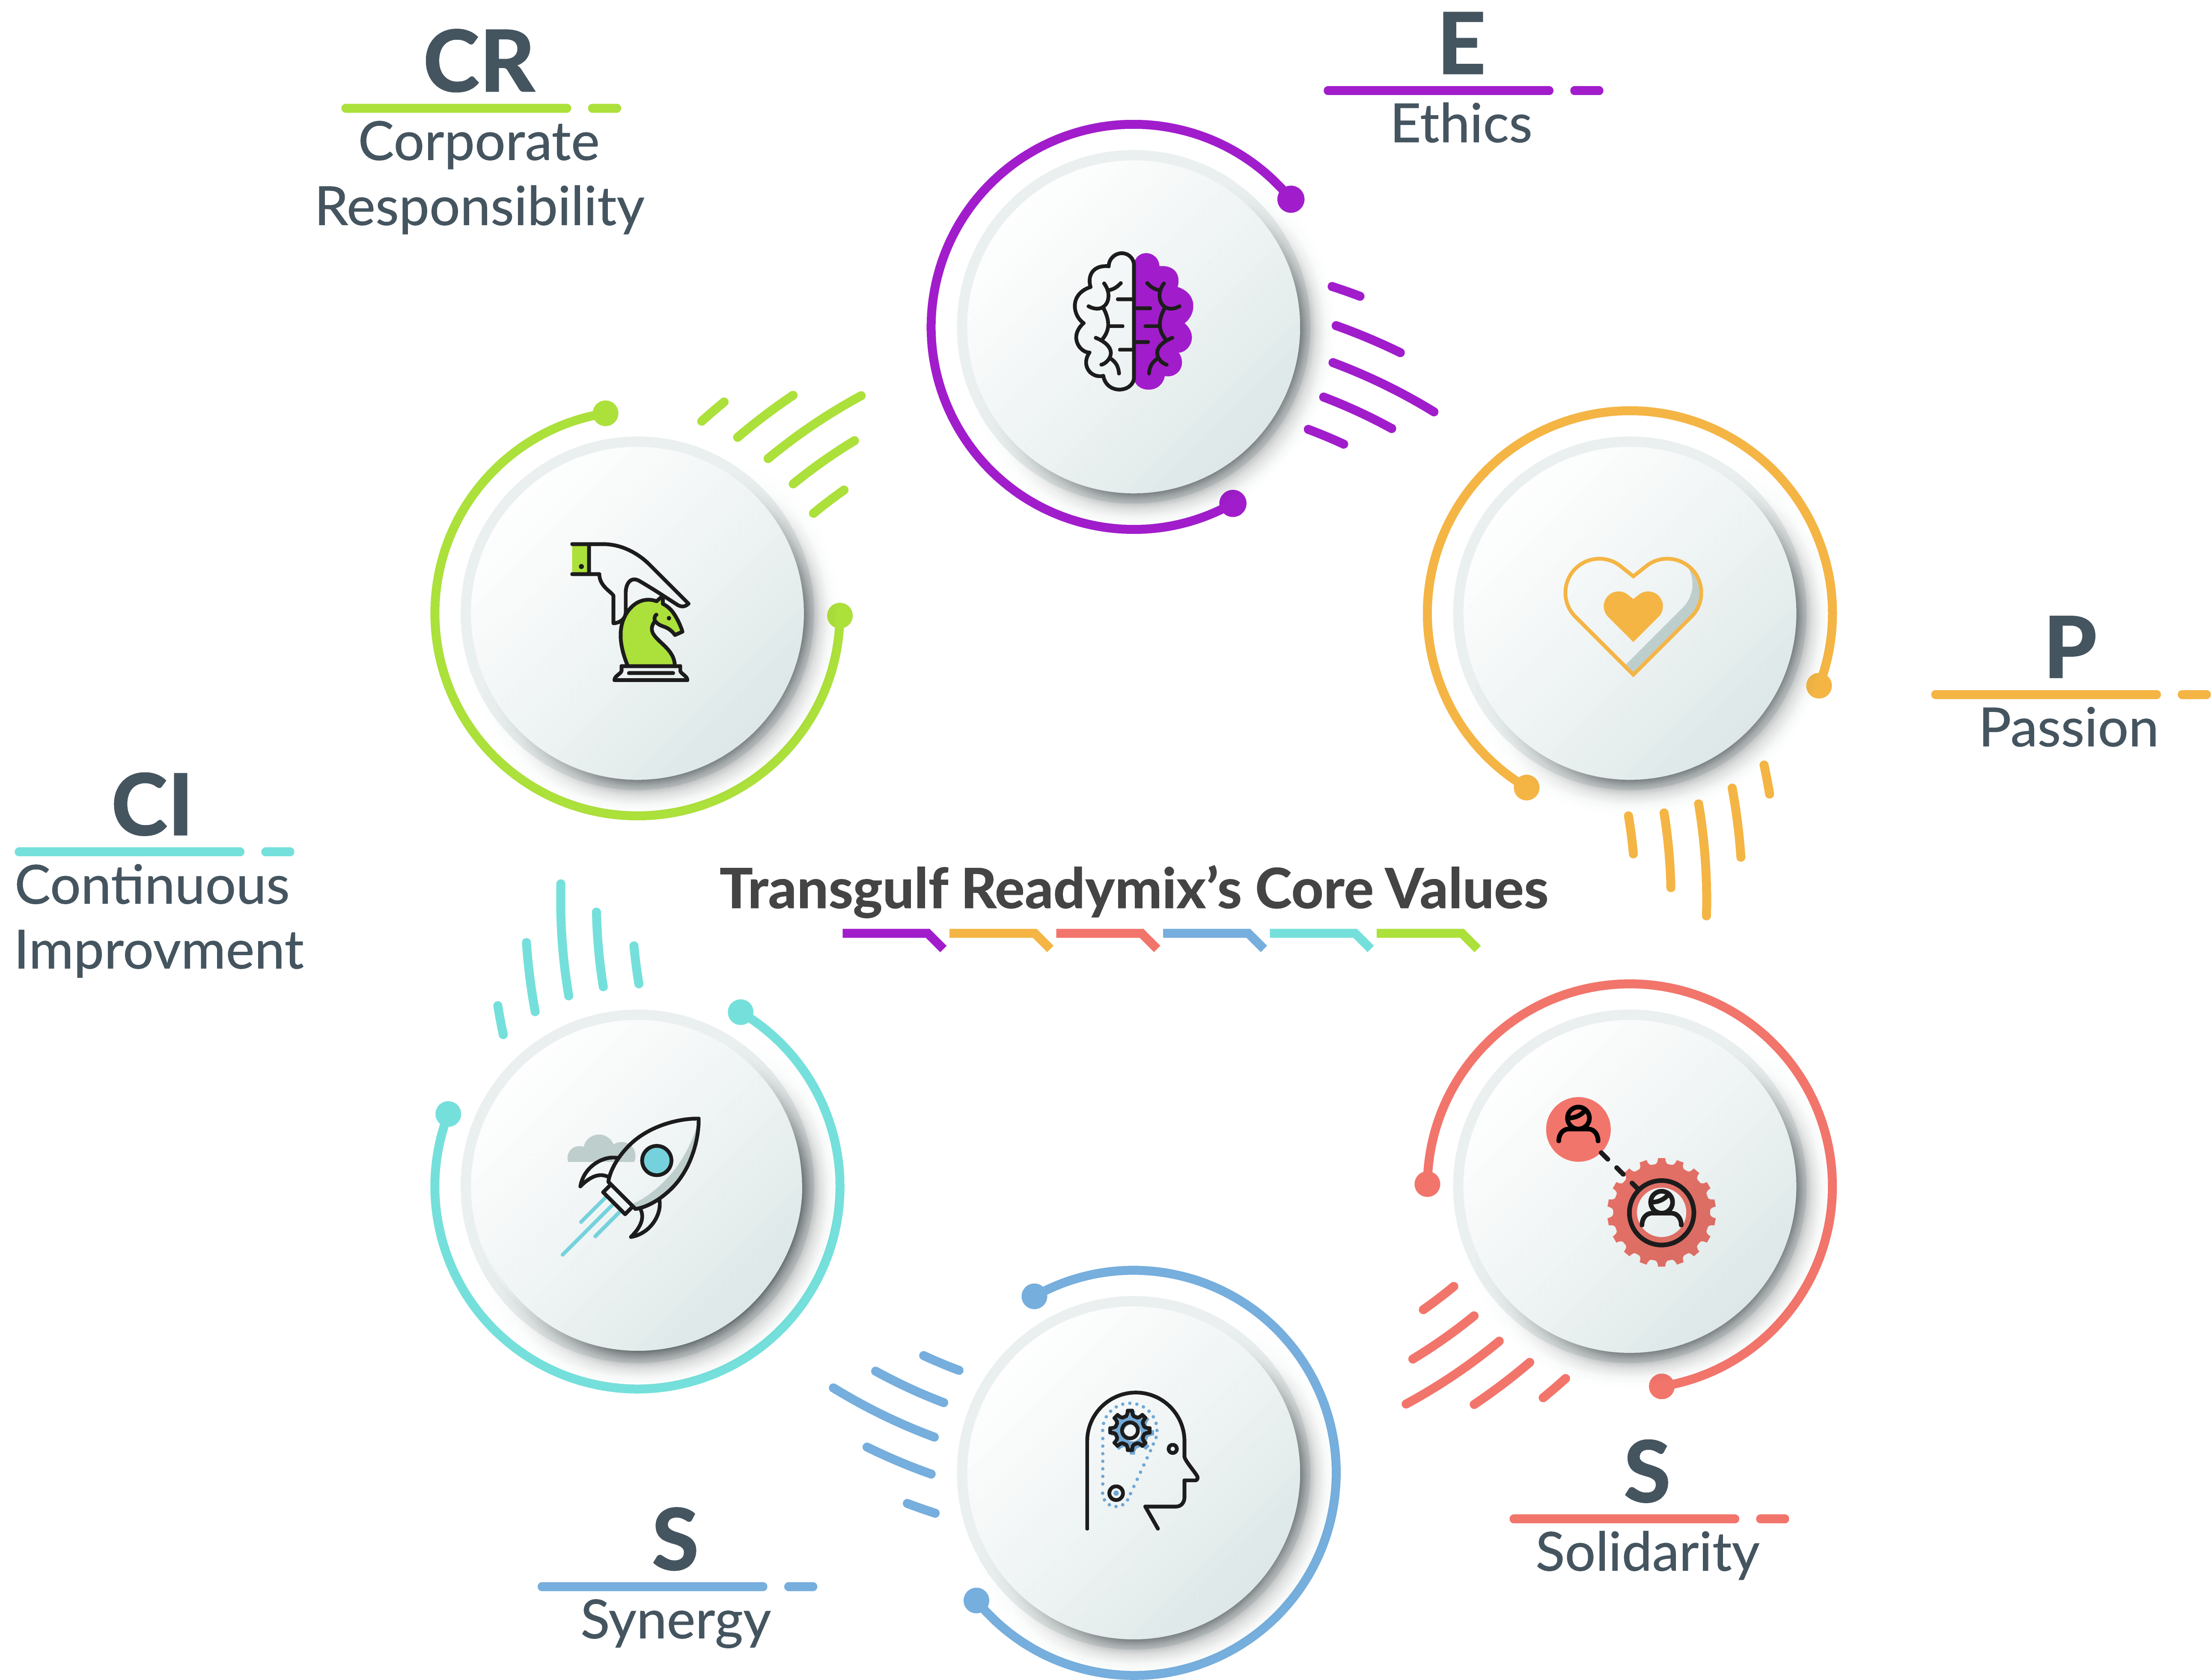 E
Ethics
CR
Corporate
Responsibility
P
Passion
CI
Continuous
Improvment
Transgulf Readymix’s Core Values
S
Solidarity
S
Synergy